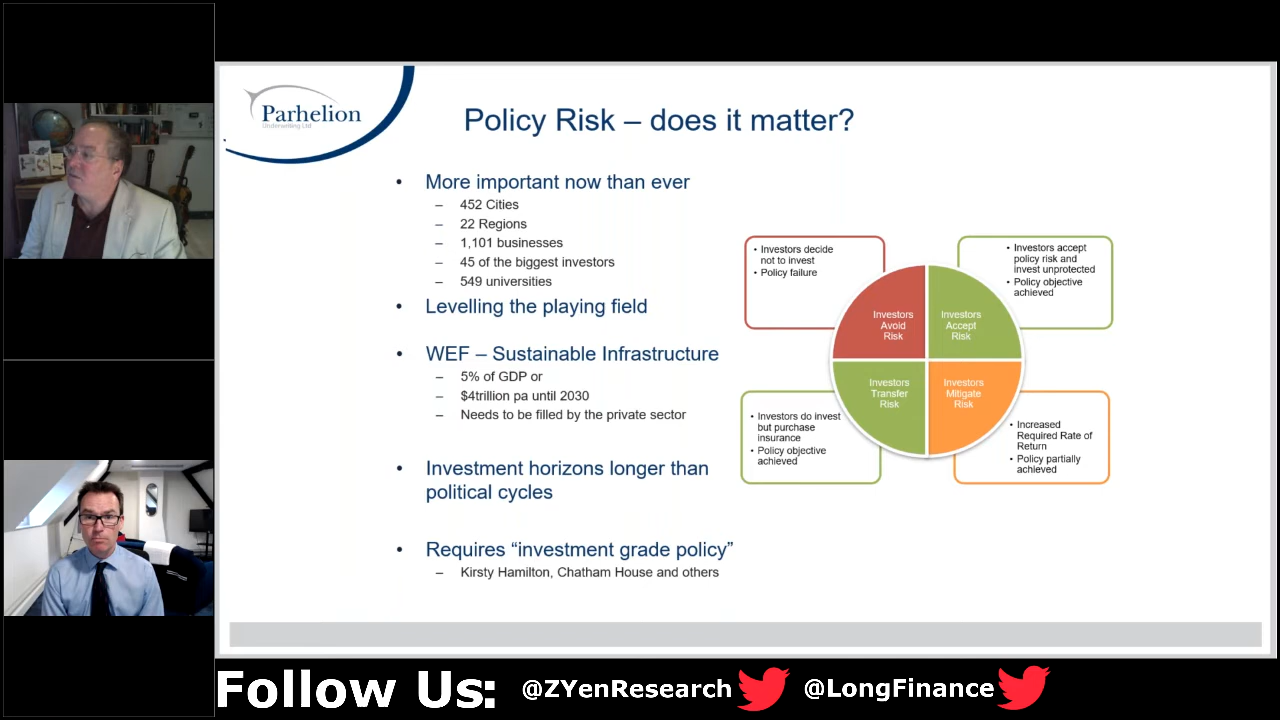 Parhelion
Underwriting Ltd
Policy Risk – does it matter?
• More important now than ever
– 452 Cities
– 22 Regions
– 1,101 businesses
– 45 of the biggest investors
– 549 universities
• Levelling the playing field
• WEF – Sustainable Infrastructure
– 5% of GDP or
– $4trillion pa until 2030
– Needs to be filled by the private sector
• Investment horizons longer than
political cycles
• Requires “investment grade policy”
– Kirsty Hamilton, Chatham House and others
• Investors decide
not to invest
• Policy failure
• Investors accept
policy risk and
invest unprotected
• Policy objective
achieved
Investors
Avoid
Risk
Investors
Accept
Risk
Investors
Transfer
Risk
Investors
Mitigate
Risk
• Investors do invest
but purchase
insurance
• Policy objective
achieved
• Increased
Required Rate of
Return
• Policy partially
achieved
Follow Us: @ZYenResearch @LongFinance